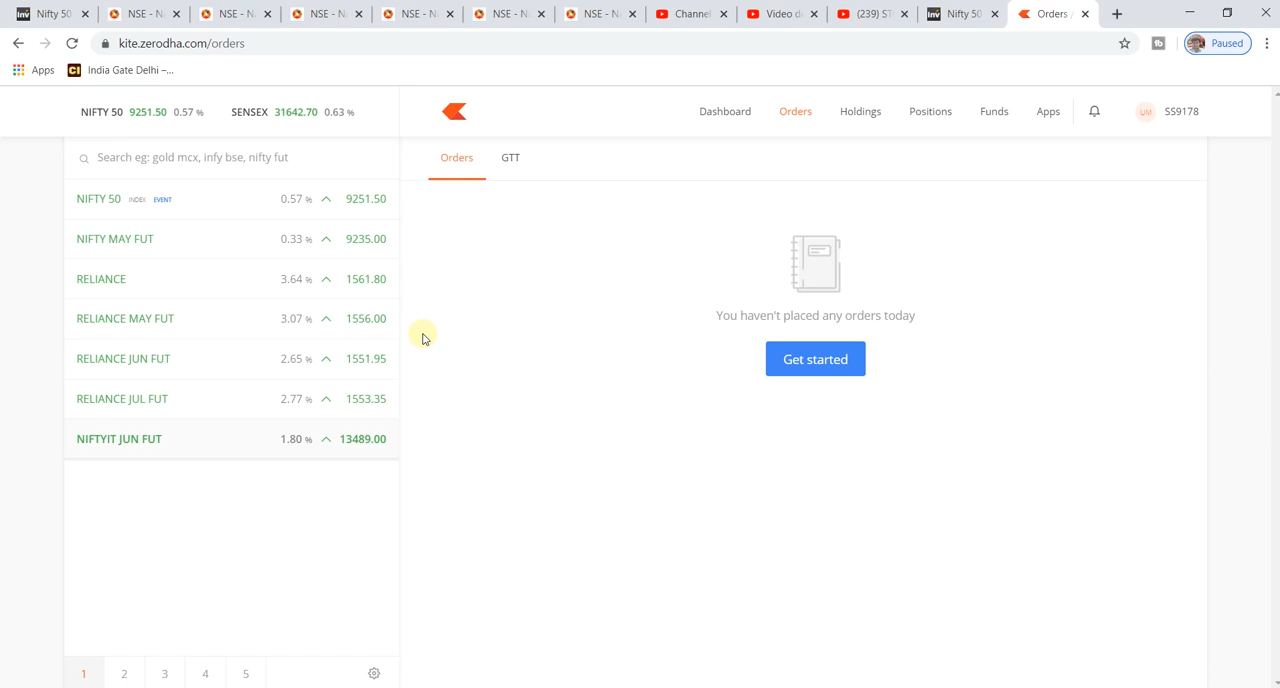 Nifty 50
NSE - N
NSE - N
NSE - N
NSE - N
NSE - N
NSE - N
Channel
Video d
(239) ST
Nifty 50
Orders /
kite.zerodha.com/orders
Paused
Apps
India Gate Delhi –...
NIFTY 50 9251.50 0.57 %
SENSEX 31642.70 0.63 %
Dashboard
Orders
Holdings
Positions
Funds
Apps
UM
SS9178
Search eg: gold mcx, infy bse, nifty fut
Orders
GTT
NIFTY 50 INDEX EVENT 0.57 % 9251.50
NIFTY MAY FUT 0.33 % 9235.00
RELIANCE 3.64 % 1561.80
RELIANCE MAY FUT 3.07 % 1556.00
RELIANCE JUN FUT 2.65 % 1551.95
RELIANCE JUL FUT 2.77 % 1553.35
NIFTYIT JUN FUT 1.80 % 13489.00
You haven't placed any orders today
Get started
1 2 3 4 5